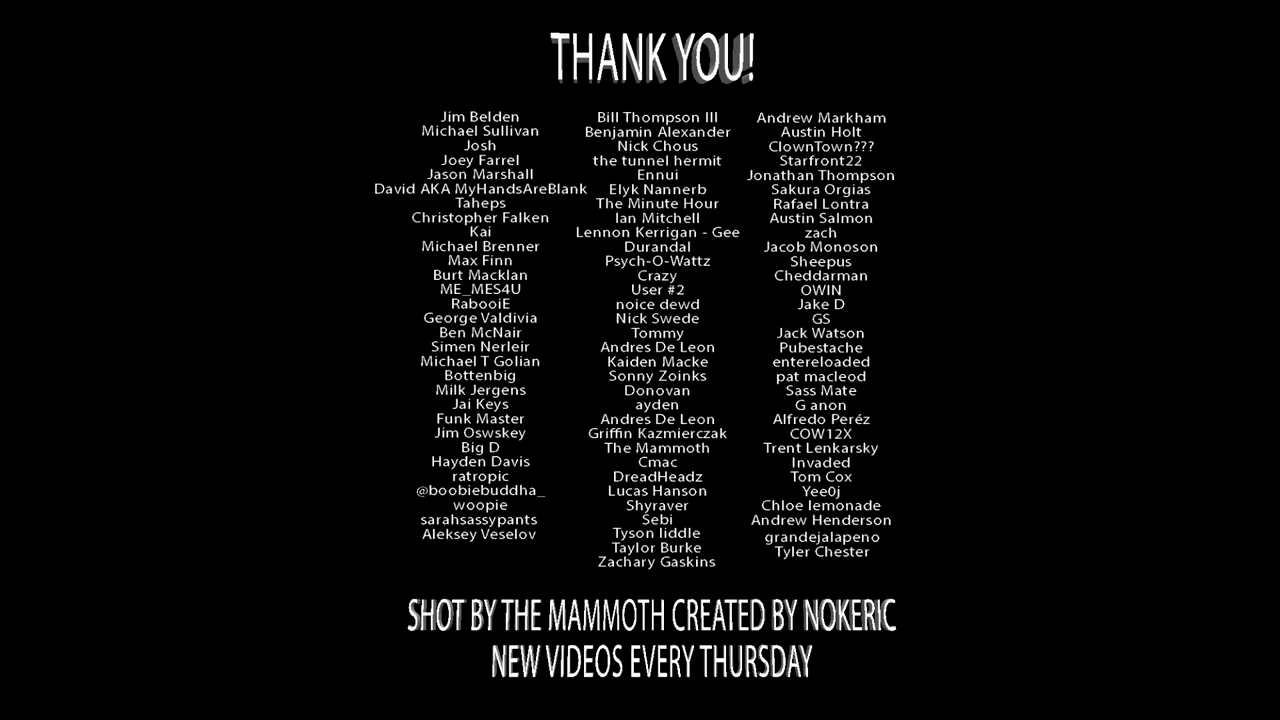 THANK YOU!
Jim Belden
Michael Sullivan
Josh
Joey Farrel
Jason Marshall
David AKA MyHandsAreBlank
Taheps
Christopher Falken
Kai
Michael Brenner
Max Finn
Burt Macklan
ME_MES4U
RabooiE
George Valdivia
Ben McNair
Simen Nerleir
Michael T Golian
Bottenbig
Milk Jergens
Jai Keys
Funk Master
Jim Oswskey
Big D
Hayden Davis
ratropic
@boobiebuddha_
woopie
sarahsassypants
Aleksey Veselov
Bill Thompson III
Benjamin Alexander
Nick Chous
the tunnel hermit
Ennui
Elyk Nannerb
The Minute Hour
Ian Mitchell
Lennon Kerrigan - Gee
Durandal
Psych-O-Wattz
Crazy
User #2
noice dewd
Nick Swede
Tommy
Andres De Leon
Kaiden Macke
Sonny Zoinks
Donovan
ayden
Andres De Leon
Griffin Kazmierczak
The Mammoth
Cmac
DreadHeadz
Lucas Hanson
Shyraver
Sebi
Tyson liddle
Taylor Burke
Zachary Gaskins
Andrew Markham
Austin Holt
ClownTown???
Starfront22
Jonathan Thompson
Sakura Orgias
Rafael Lontra
Austin Salmon
zach
Jacob Monoson
Sheepus
Cheddarman
OWIN
Jake D
GS
Jack Watson
Pubestache
entereloaded
pat macleod
Sass Mate
G anon
Alfredo Peréz
COW12X
Trent Lenkarsky
Invaded
Tom Cox
Yee0j
Chloe lemonade
Andrew Henderson
grandejalapeno
Tyler Chester
SHOT BY THE MAMMOTH CREATED BY NOKERIC
NEW VIDEOS EVERY THURSDAY